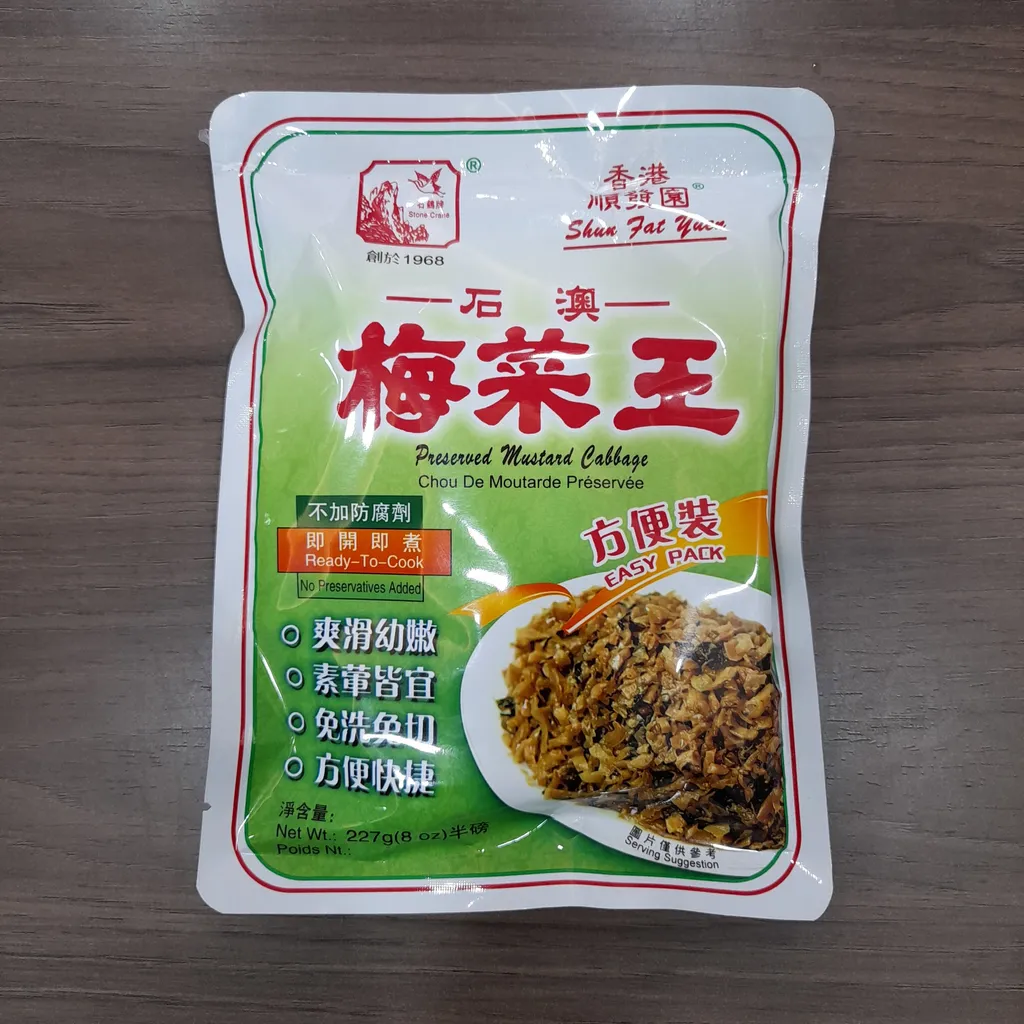 石鶴牌
Stone Crane
®
創於1968
香港
順發園®
Shun Fat Yuen
石 澳
梅菜王
Preserved Mustard Cabbage
Chou De Moutarde Préservée
不加防腐劑
即開即煮
Ready-To-Cook
No Preservatives Added
方便裝
EASY PACK
爽滑幼嫩
素葷皆宜
免洗免切
方便快捷
淨含量:
Net Wt.: 227g(8 oz)半磅
Poids Nt.:
圖片僅供參考
Serving Suggestion